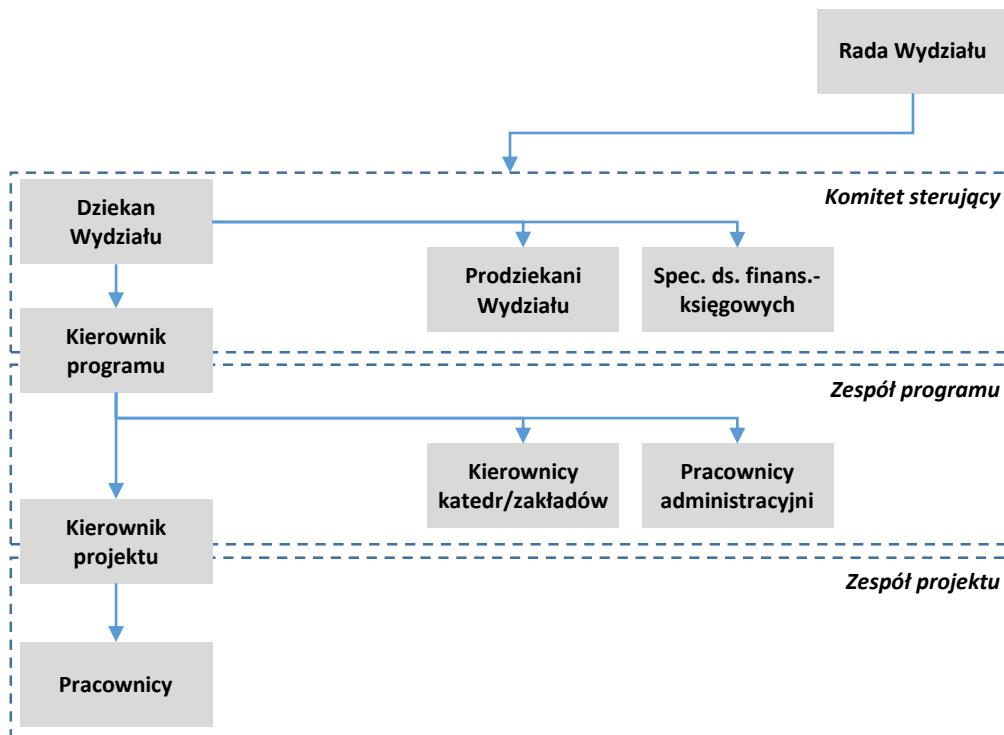 Rada Wydziału
Komitet sterujący
Dziekan
Wydziału
Prodziekani
Wydziału
Spec. ds. finans.-
księgowych
Kierownik
programu
Zespół programu
Kierownicy
katedr/zakładów
Pracownicy
administracyjni
Kierownik
projektu
Zespół projektu
Pracownicy